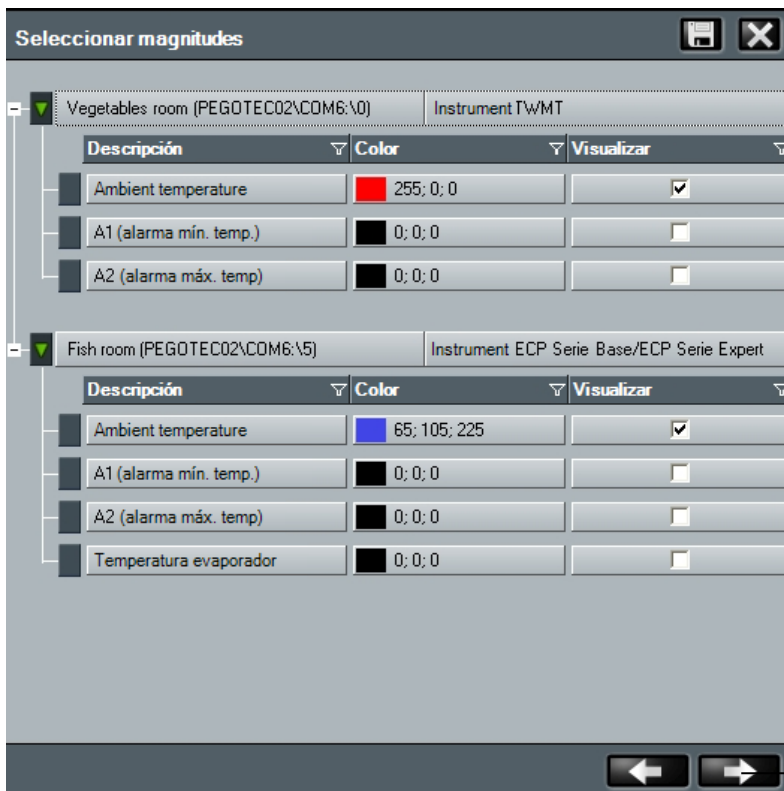 Seleccionar magnitudes
Vegetables room (PEGOTEC02\COM6:\0) Instrument TWMT
Descripción Color Visualizar
Ambient temperature 255; 0; 0
A1 (alarma mín. temp.) 0; 0; 0
A2 (alarma máx. temp) 0; 0; 0
Fish room (PEGOTEC02\COM6:\5) Instrument ECP Serie Base/ECP Serie Expert
Descripción Color Visualizar
Ambient temperature 65; 105; 225
A1 (alarma mín. temp.) 0; 0; 0
A2 (alarma máx. temp) 0; 0; 0
Temperatura evaporador 0; 0; 0